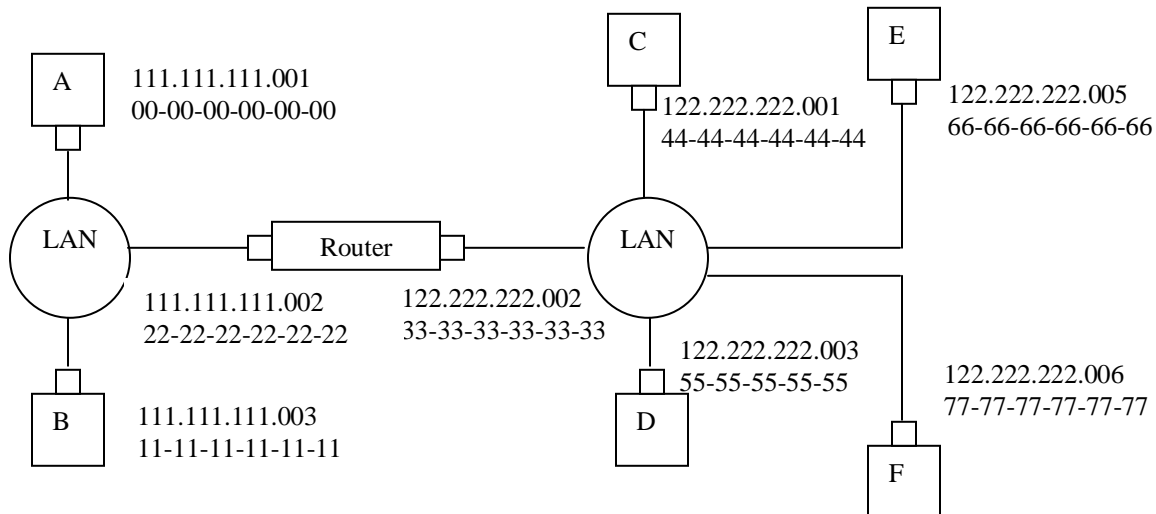 A
111.111.111.001
00-00-00-00-00-00
C
122.222.222.001
44-44-44-44-44-44
E
122.222.222.005
66-66-66-66-66-66
LAN
Router
LAN
111.111.111.002
22-22-22-22-22-22
122.222.222.002
33-33-33-33-33-33
122.222.222.003
55-55-55-55-55
122.222.222.006
77-77-77-77-77-77
B
111.111.111.003
11-11-11-11-11-11
D
F